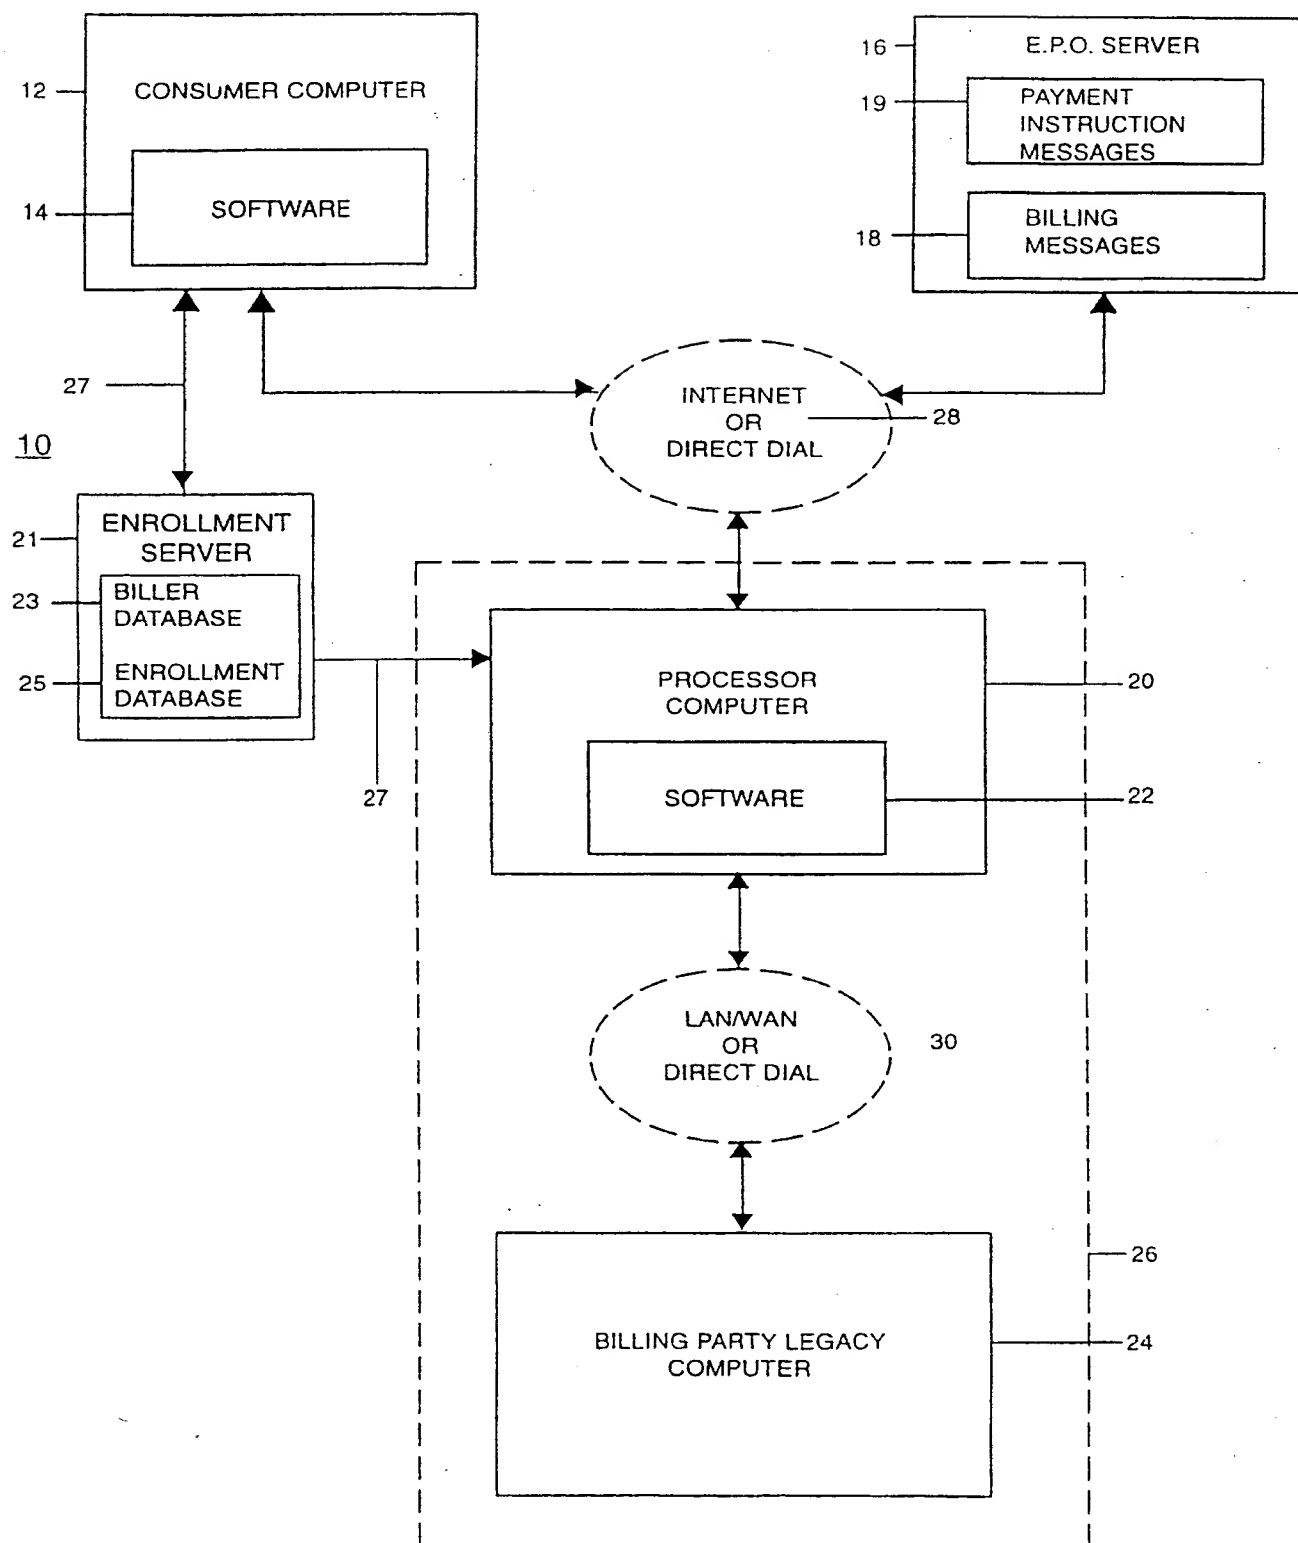 16
E.P.O. SERVER
12
CONSUMER COMPUTER
19
PAYMENT
INSTRUCTION
MESSAGES
14
SOFTWARE
18
BILLING
MESSAGES
27
INTERNET
OR
DIRECT DIAL
28
10
21
ENROLLMENT
SERVER
23
BILLER
DATABASE
25
ENROLLMENT
DATABASE
27
PROCESSOR
COMPUTER
20
SOFTWARE
22
LAN/WAN
OR
DIRECT DIAL
30
26
BILLING PARTY LEGACY
COMPUTER
24